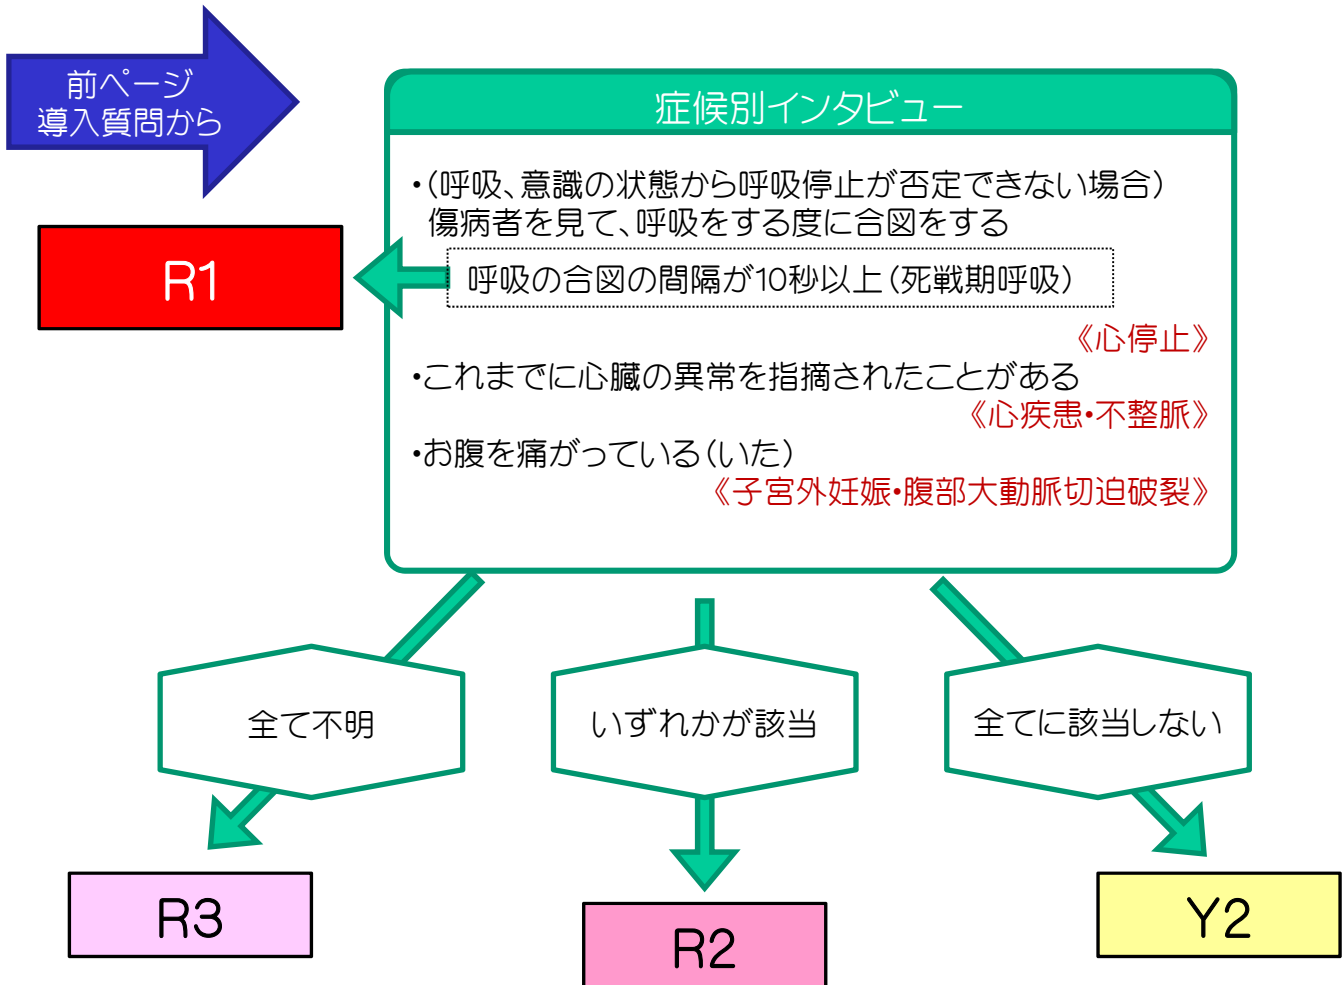 前ページ
導入質問から
症候別インタビュー
・（呼吸、意識の状態から呼吸停止が否定できない場合）
傷病者を見て、呼吸をする度に合図をする
R1
呼吸の合図の間隔が10秒以上（死戦期呼吸）
《心停止》
・これまでに心臓の異常を指摘されたことがある
《心疾患・不整脈》
・お腹を痛がっている（いた）
《子宮外妊娠・腹部大動脈切迫破裂》
全て不明
いずれかが該当
全てに該当しない
R3
R2
Y2